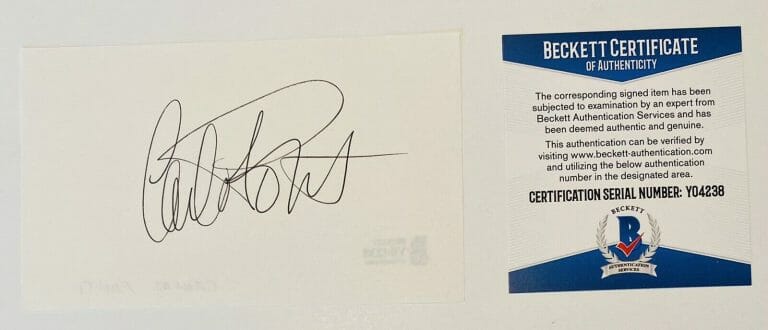 BECKETT CERTIFICATE
OF AUTHENTICITY
The corresponding signed item has been
subjected to examination by an expert from
Beckett Authentication Services and has
been deemed authentic and genuine.
This authentication can be verified by
visiting www.beckett-authentication.com
and utilizing the below authentication
number in the designated area.
CERTIFICATION SERIAL NUMBER: Y04238
BECKETT
B
AUTHENTICATION
SERVICES